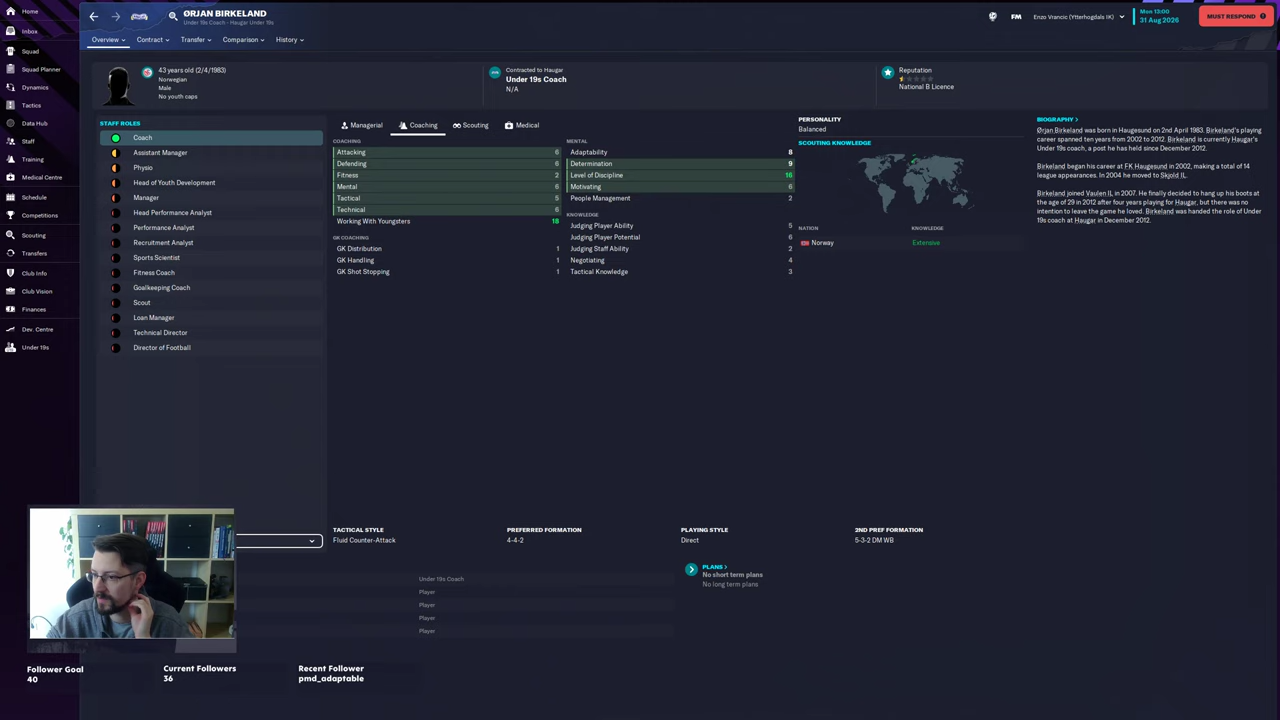 Home
Inbox
Squad
Squad Planner
Dynamics
Tactics
Data Hub
Staff
Training
Medical Centre
Schedule
Competitions
Scouting
Transfers
Club Info
Club Vision
Finances
Dev. Centre
Under 19s
ØRJAN BIRKELAND
Under 19s Coach - Haugar Under 19s
FM
Enzo Vrancic (Ytterhogdals IK)
Mon 13:00
31 Aug 2026
MUST RESPOND
Overview
Contract
Transfer
Comparison
History
43 years old (2/4/1983)
Norwegian
Male
No youth caps
Contracted to Haugar
Under 19s Coach
N/A
Reputation
National B Licence
STAFF ROLES
Coach
Assistant Manager
Physio
Head of Youth Development
Manager
Head Performance Analyst
Performance Analyst
Recruitment Analyst
Sports Scientist
Fitness Coach
Goalkeeping Coach
Scout
Loan Manager
Technical Director
Director of Football
Managerial
Coaching
Scouting
Medical
COACHING
Attacking 6
Defending 6
Fitness 2
Mental 6
Tactical 5
Technical 6
Working With Youngsters 18
GK COACHING
GK Distribution 1
GK Handling 1
GK Shot Stopping 1
MENTAL
Adaptability 8
Determination 9
Level of Discipline 16
Motivating 6
People Management 2
KNOWLEDGE
Judging Player Ability 5
Judging Player Potential 6
Judging Staff Ability 2
Negotiating 4
Tactical Knowledge 3
PERSONALITY
Balanced
SCOUTING KNOWLEDGE
NATION KNOWLEDGE
Norway Extensive
BIOGRAPHY >
Ørjan Birkeland was born in Haugesund on 2nd April 1983. Birkeland's playing
career spanned ten years from 2002 to 2012. Birkeland is currently Haugar's
Under 19s coach, a post he has held since December 2012.
Birkeland began his career at FK Haugesund in 2002, making a total of 14
league appearances. In 2004 he moved to Skjold IL.
Birkeland joined Vaulen IL in 2007. He finally decided to hang up his boots at
the age of 29 in 2012 after four years playing for Haugar, but there was no
intention to leave the game he loved. Birkeland was handed the role of Under
19s coach at Haugar in December 2012.
TACTICAL STYLE
Fluid Counter-Attack
PREFERRED FORMATION
4-4-2
PLAYING STYLE
Direct
2ND PREF FORMATION
5-3-2 DM WB
Under 19s Coach
Player
Player
Player
Player
PLANS >
No short term plans
No long term plans
Follower Goal
40
Current Followers
36
Recent Follower
pmd_adaptable